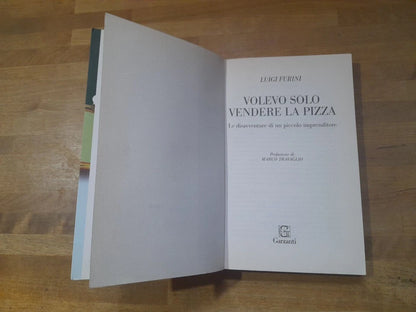 LUIGI FURINI
VOLEVO SOLO
VENDERE LA PIZZA
Le disavventure di un piccolo imprenditore
Prefazione di
MARCO TRAVAGLIO
G
Garzanti